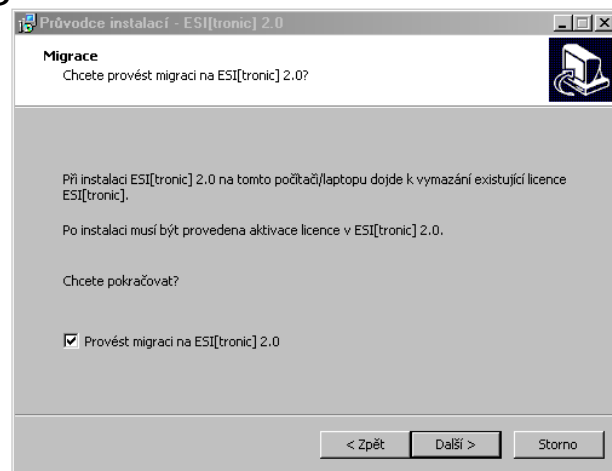 Průvodce instalací - ESI[tronic] 2.0
Migrace
Chcete provést migraci na ESI[tronic] 2.0?
Při instalaci ESI[tronic] 2.0 na tomto počítači/laptopu dojde k vymazání existující licence
ESI[tronic].
Po instalaci musí být provedena aktivace licence v ESI[tronic] 2.0.
Chcete pokračovat?
Provést migraci na ESI[tronic] 2.0
< Zpět Další > Storno